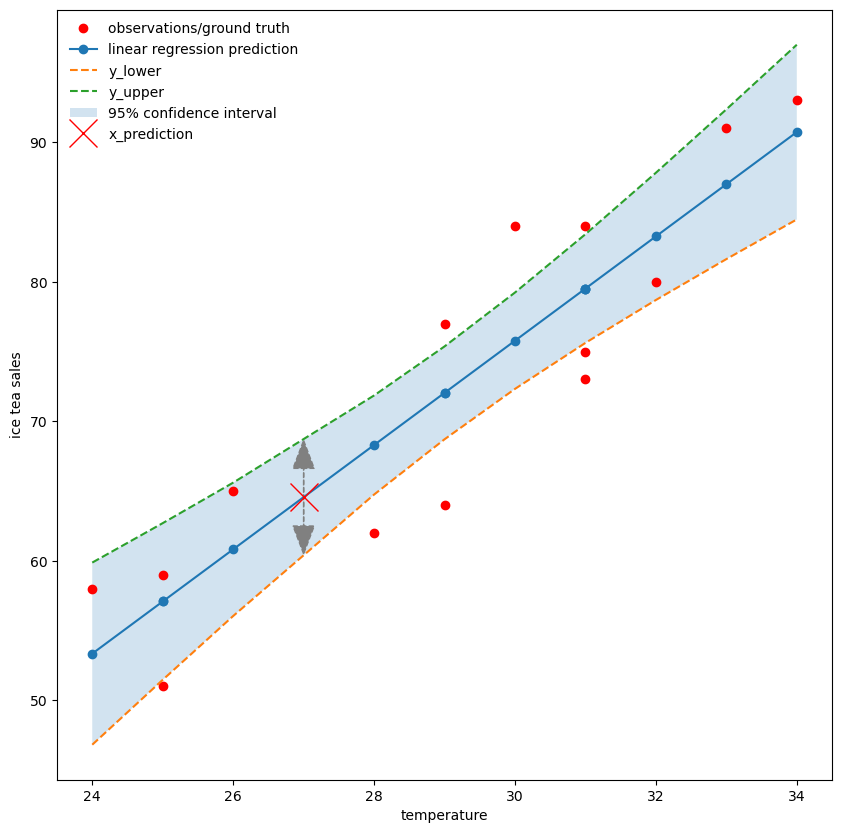 observations/ground truth
linear regression prediction
y_lower
y_upper
95% confidence interval
x_prediction
90
80
70
60
50
ice tea sales
24 26 28 30 32 34
temperature